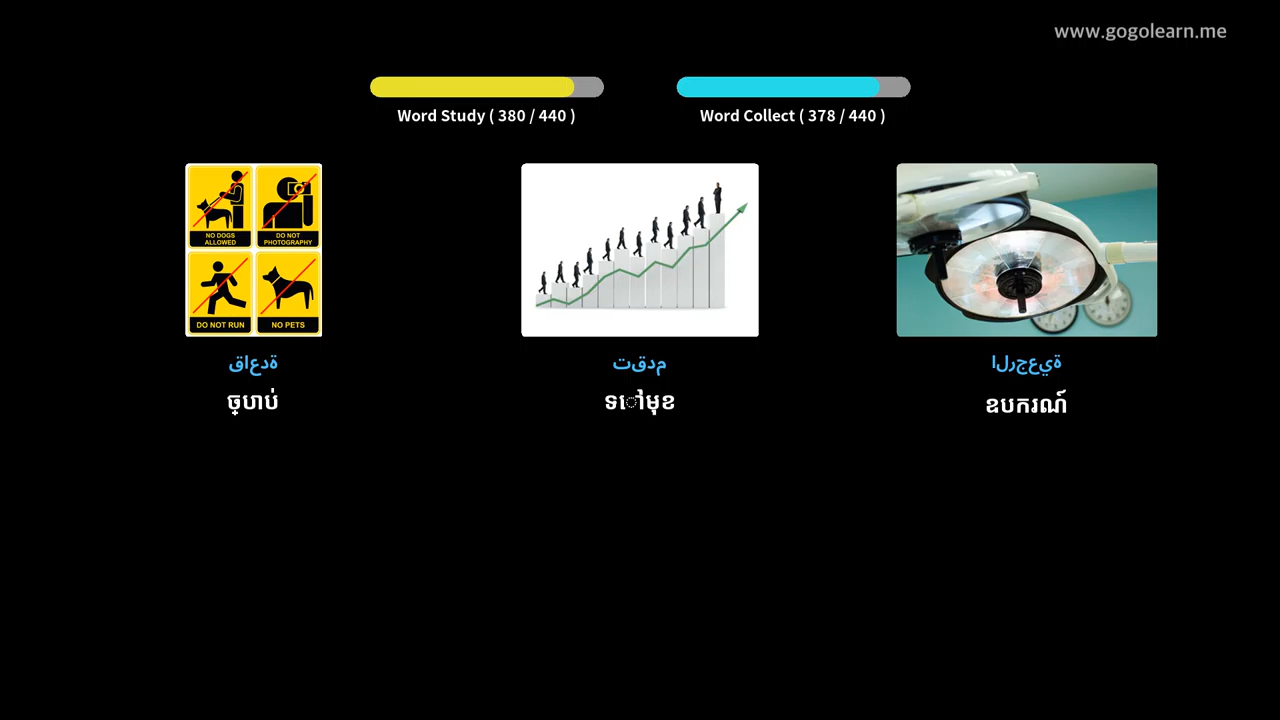 www.gogolearn.me
Word Study ( 380 / 440 )
Word Collect ( 378 / 440 )
NO DOGS ALLOWED
DO NOT PHOTOGRAPHY
DO NOT RUN
NO PETS
قاعدة
تقدم
الرجعية
ច្បាប់
ទៅមុខ
ឧបករណ៍